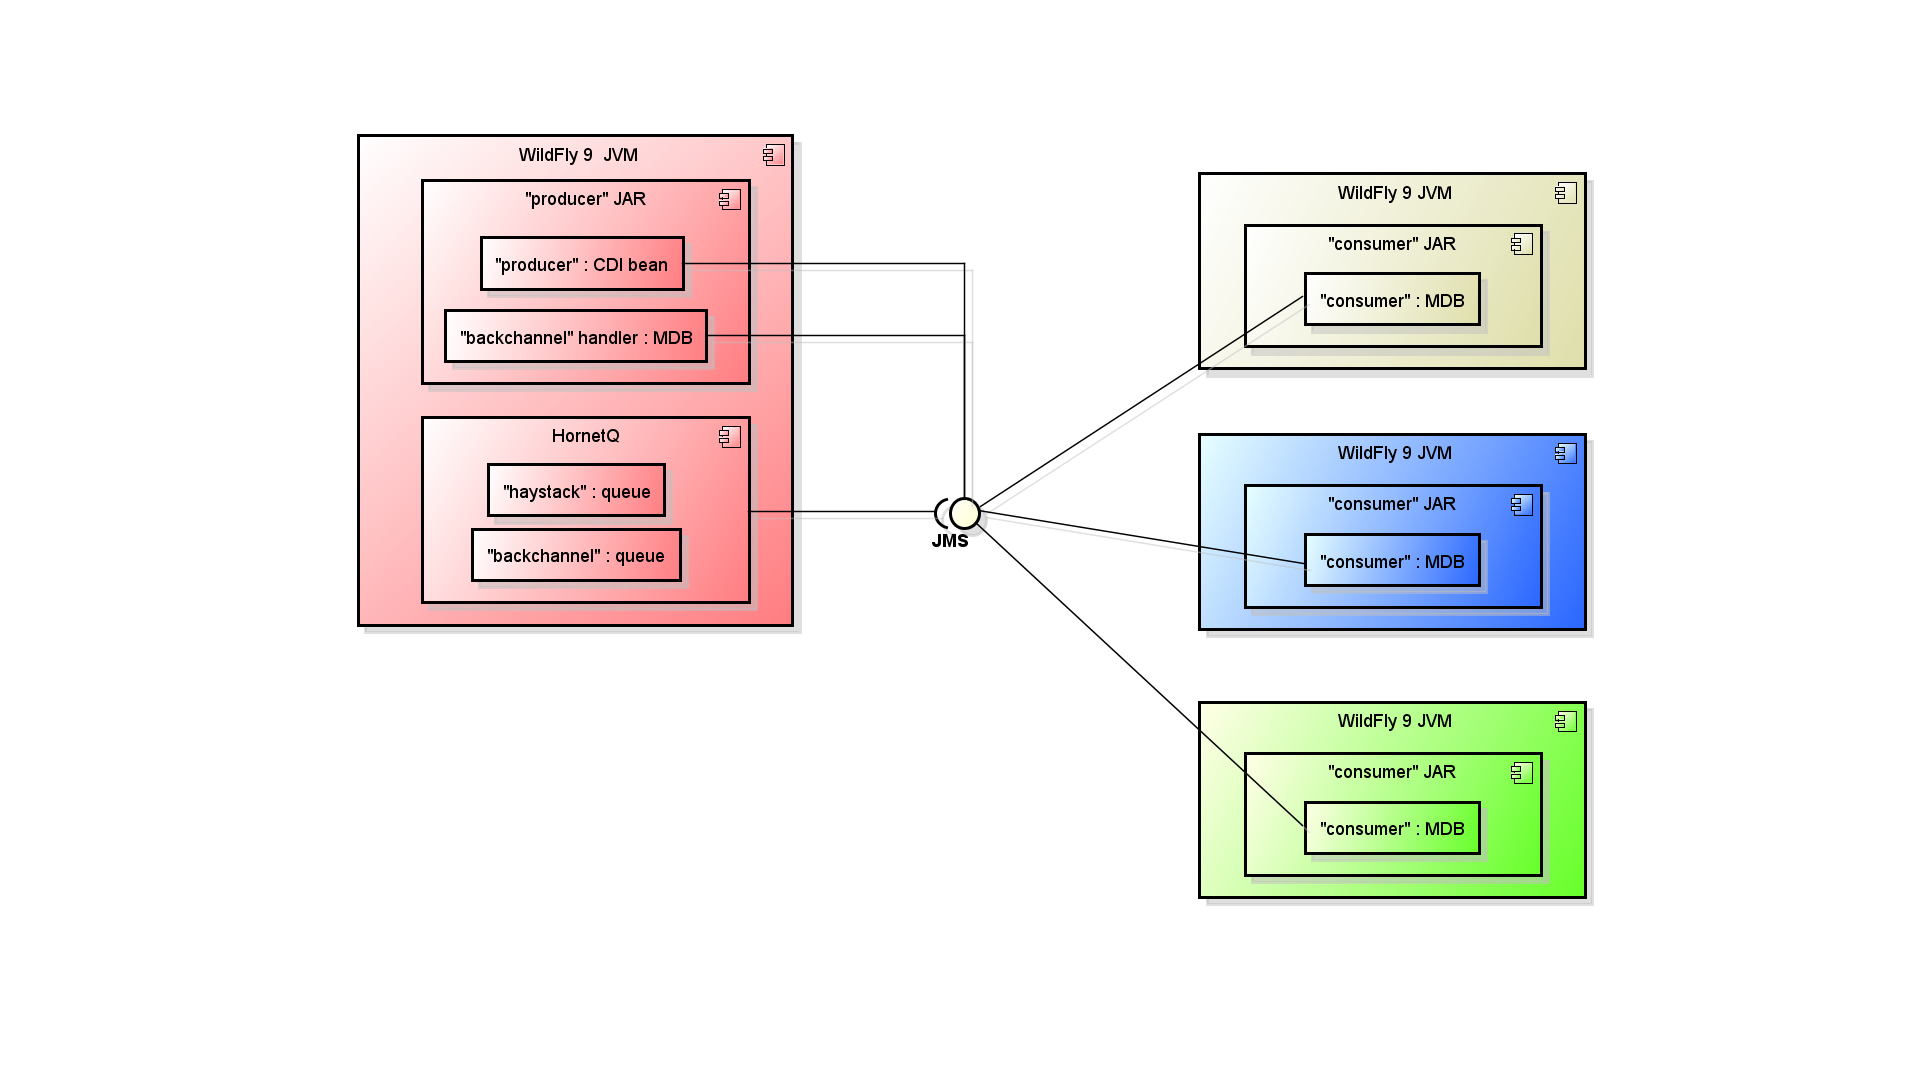 WildFly 9  JVM
"producer" JAR
"producer" : CDI bean
"backchannel" handler : MDB
HornetQ
"haystack" : queue
"backchannel" : queue
JMS
WildFly 9 JVM
"consumer" JAR
"consumer" : MDB
WildFly 9 JVM
"consumer" JAR
"consumer" : MDB
WildFly 9 JVM
"consumer" JAR
"consumer" : MDB